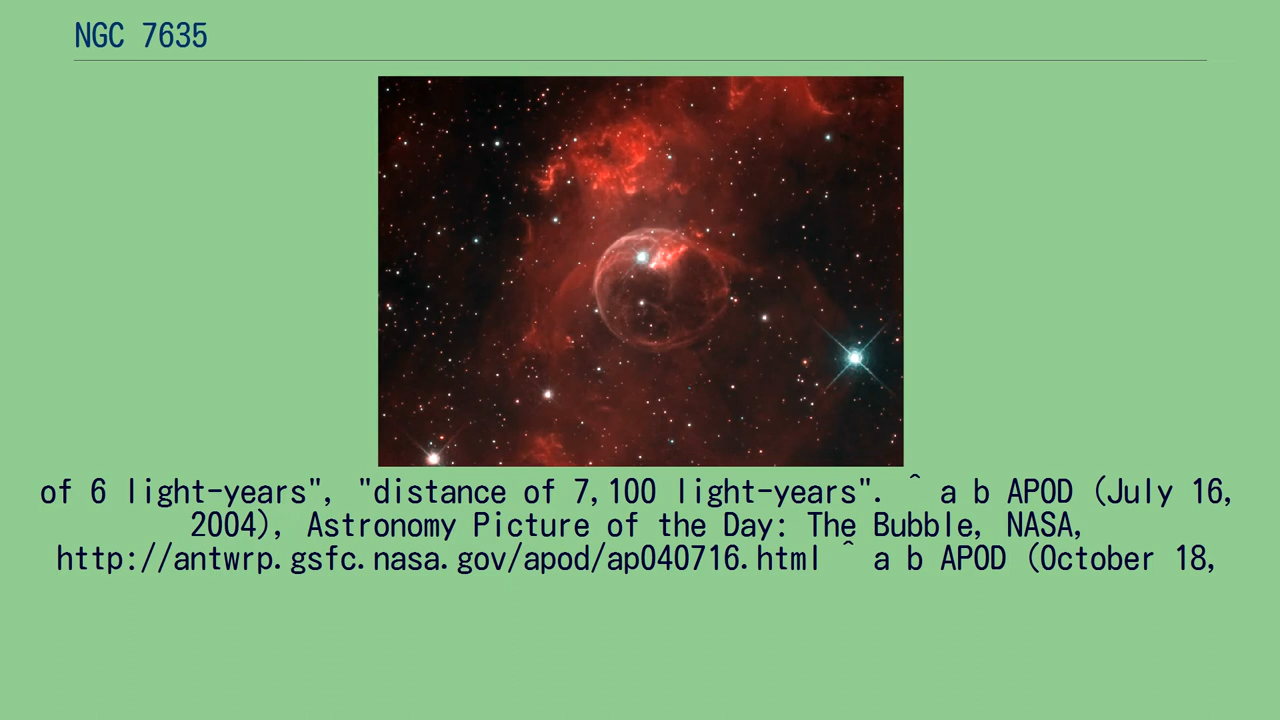 NGC 7635
of 6 light-years", "distance of 7,100 light-years". ^ a b APOD (July 16,
2004), Astronomy Picture of the Day: The Bubble, NASA,
http://antwrp.gsfc.nasa.gov/apod/ap040716.html ^ a b APOD (October 18,